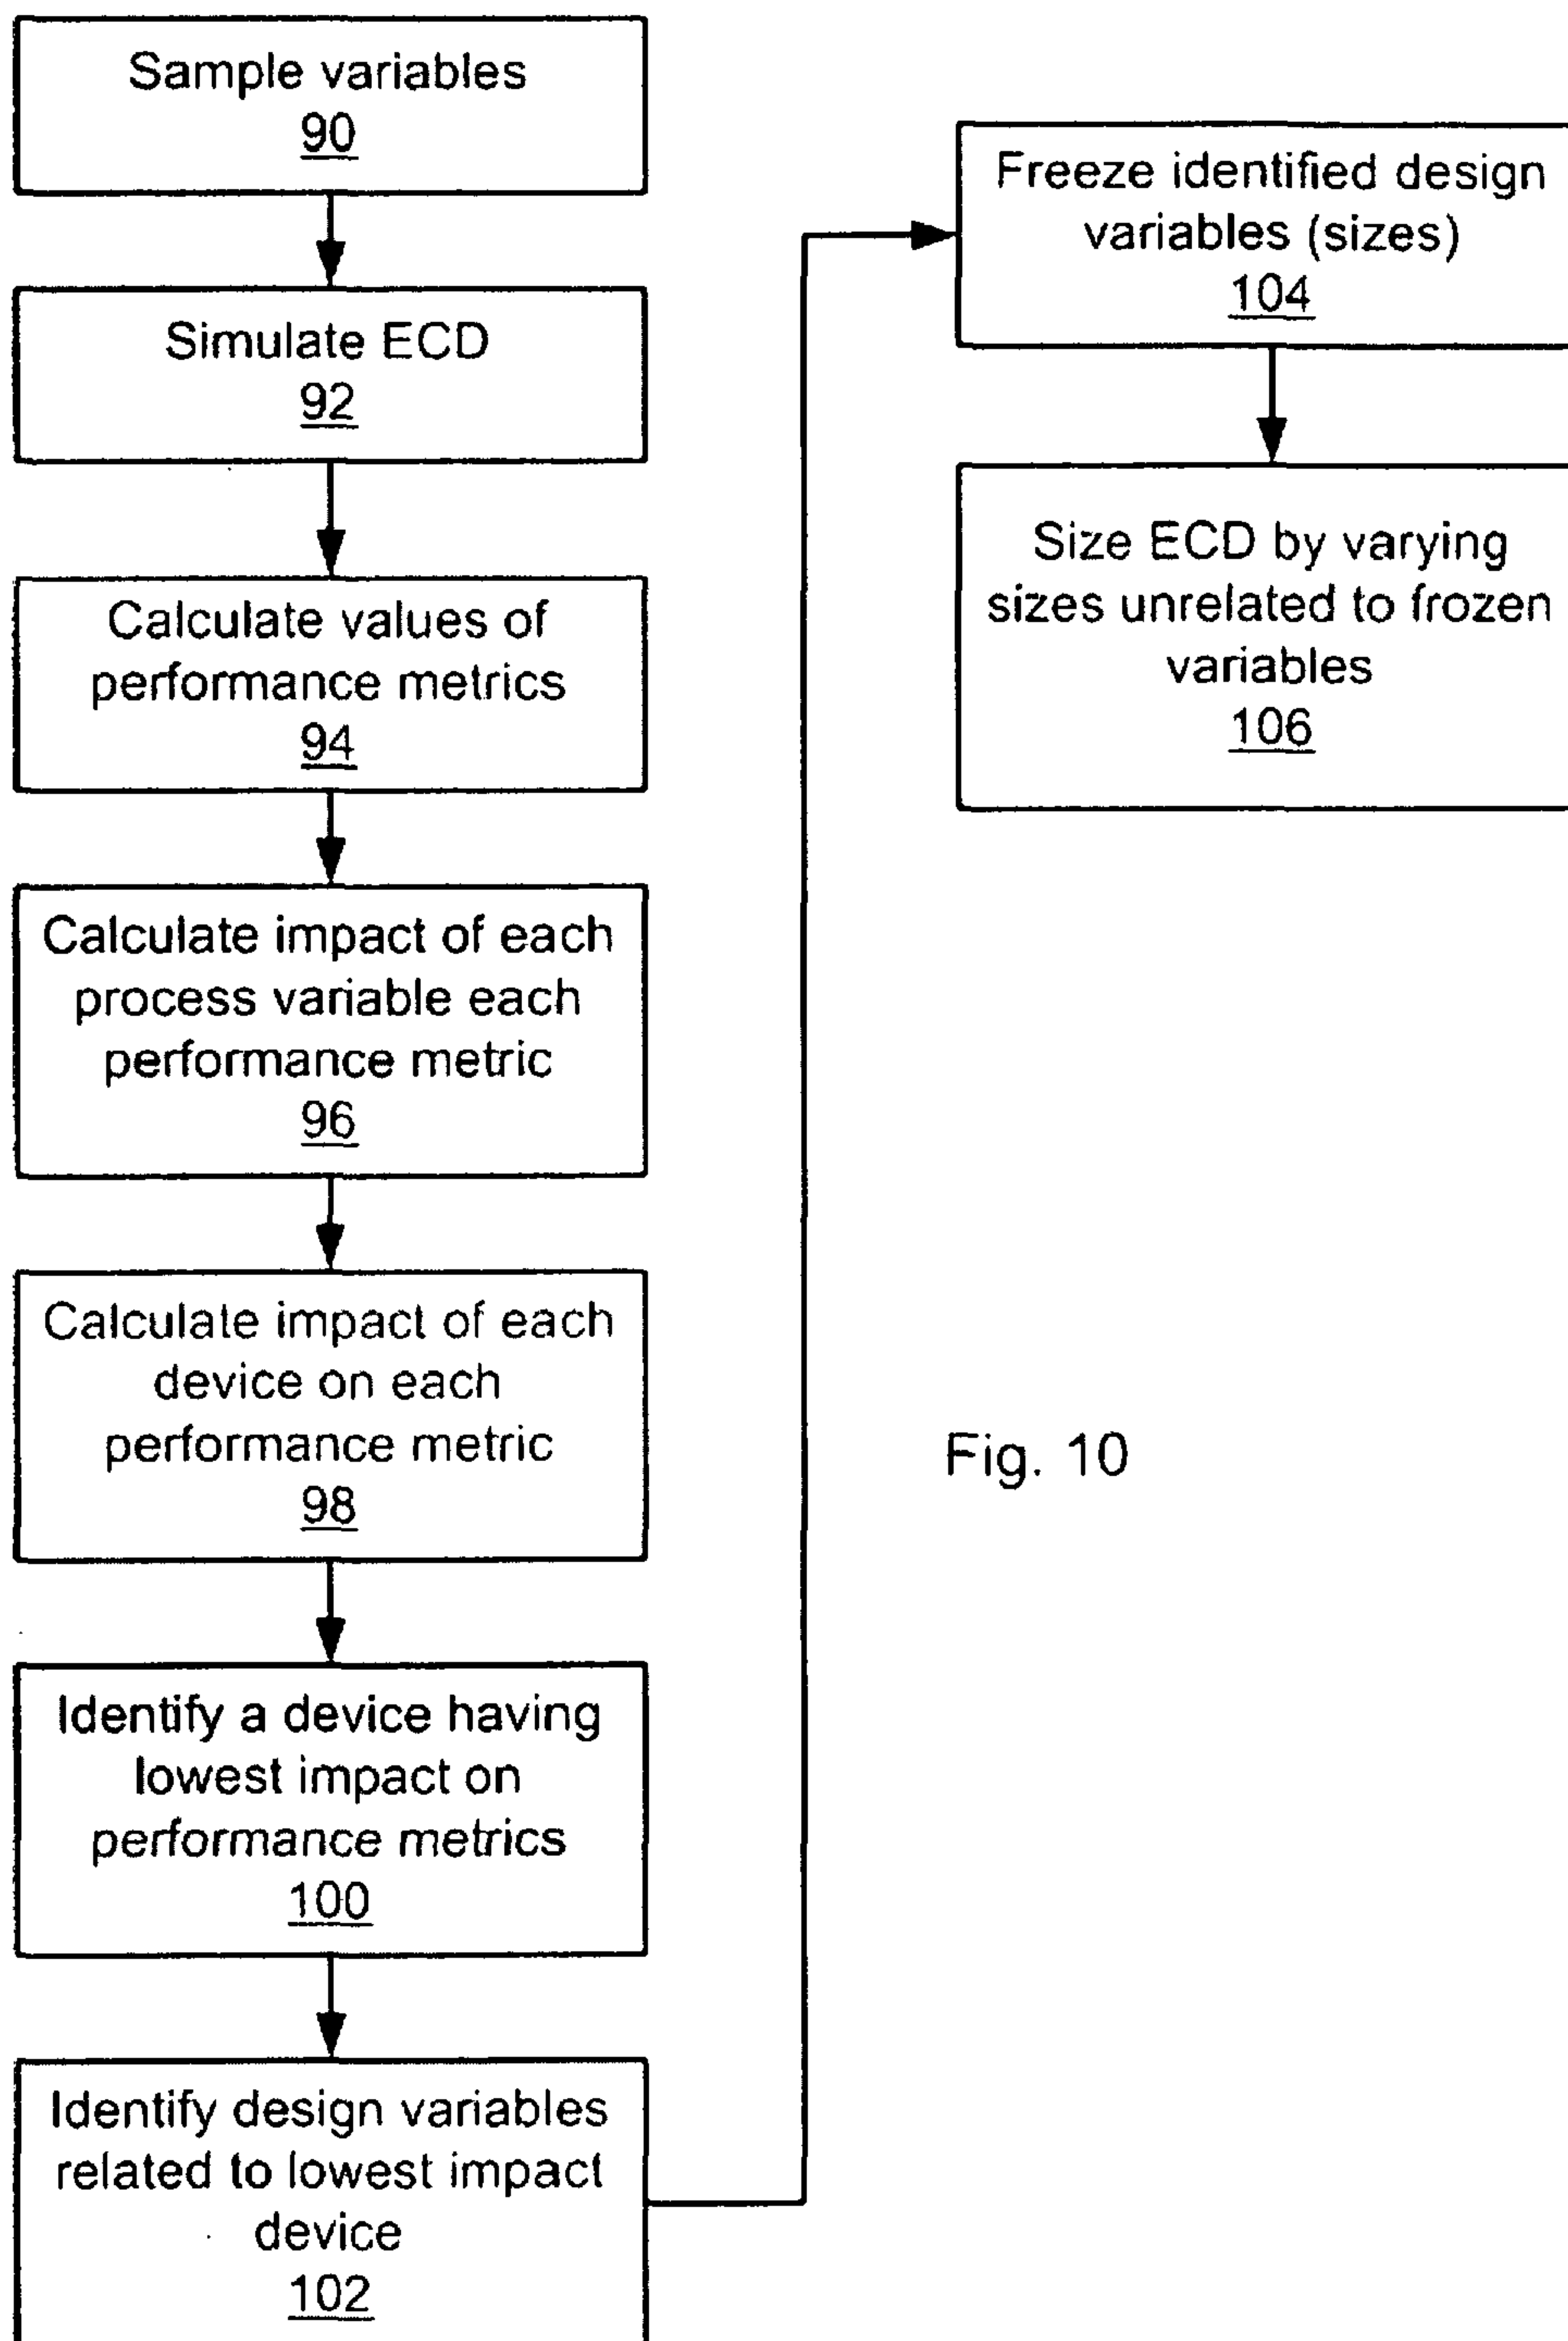 Sample variables
90
Simulate ECD
92
Calculate values of
performance metrics
94
Calculate impact of each
process variable each
performance metric
96
Calculate impact of each
device on each
performance metric
98
Identify a device having
lowest impact on
performance metrics
100
Identify design variables
related to lowest impact
device
102
Freeze identified design
variables (sizes)
104
Size ECD by varying
sizes unrelated to frozen
variables
106
Fig. 10